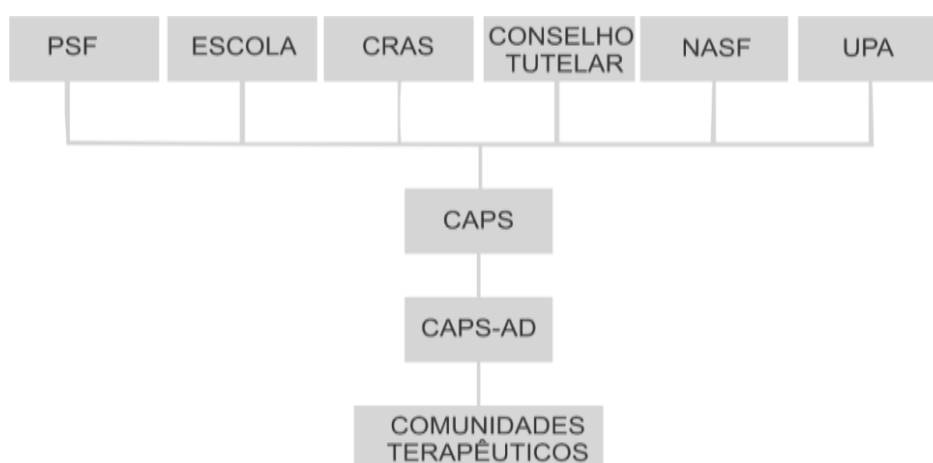 PSF
ESCOLA
CRAS
CONSELHO
TUTELAR
NASF
UPA
CAPS
CAPS-AD
COMUNIDADES
TERAPÊUTICOS